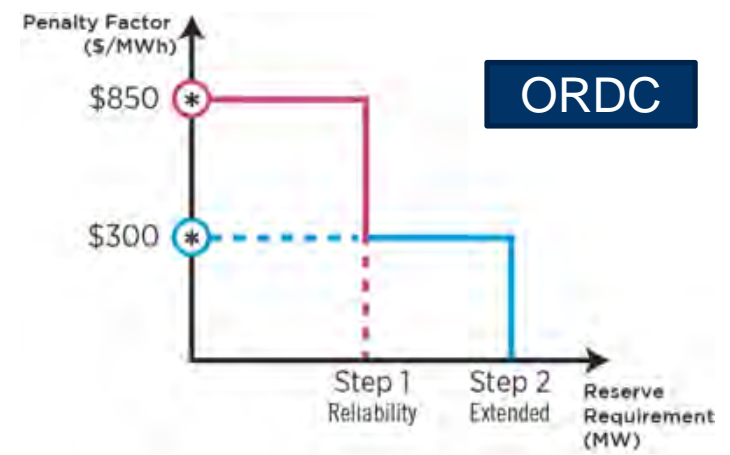 Penalty Factor
($/MWh)
ORDC
$850 *
$300 *
Step 1
Reliability
Step 2
Extended
Reserve
Requirement
(MW)